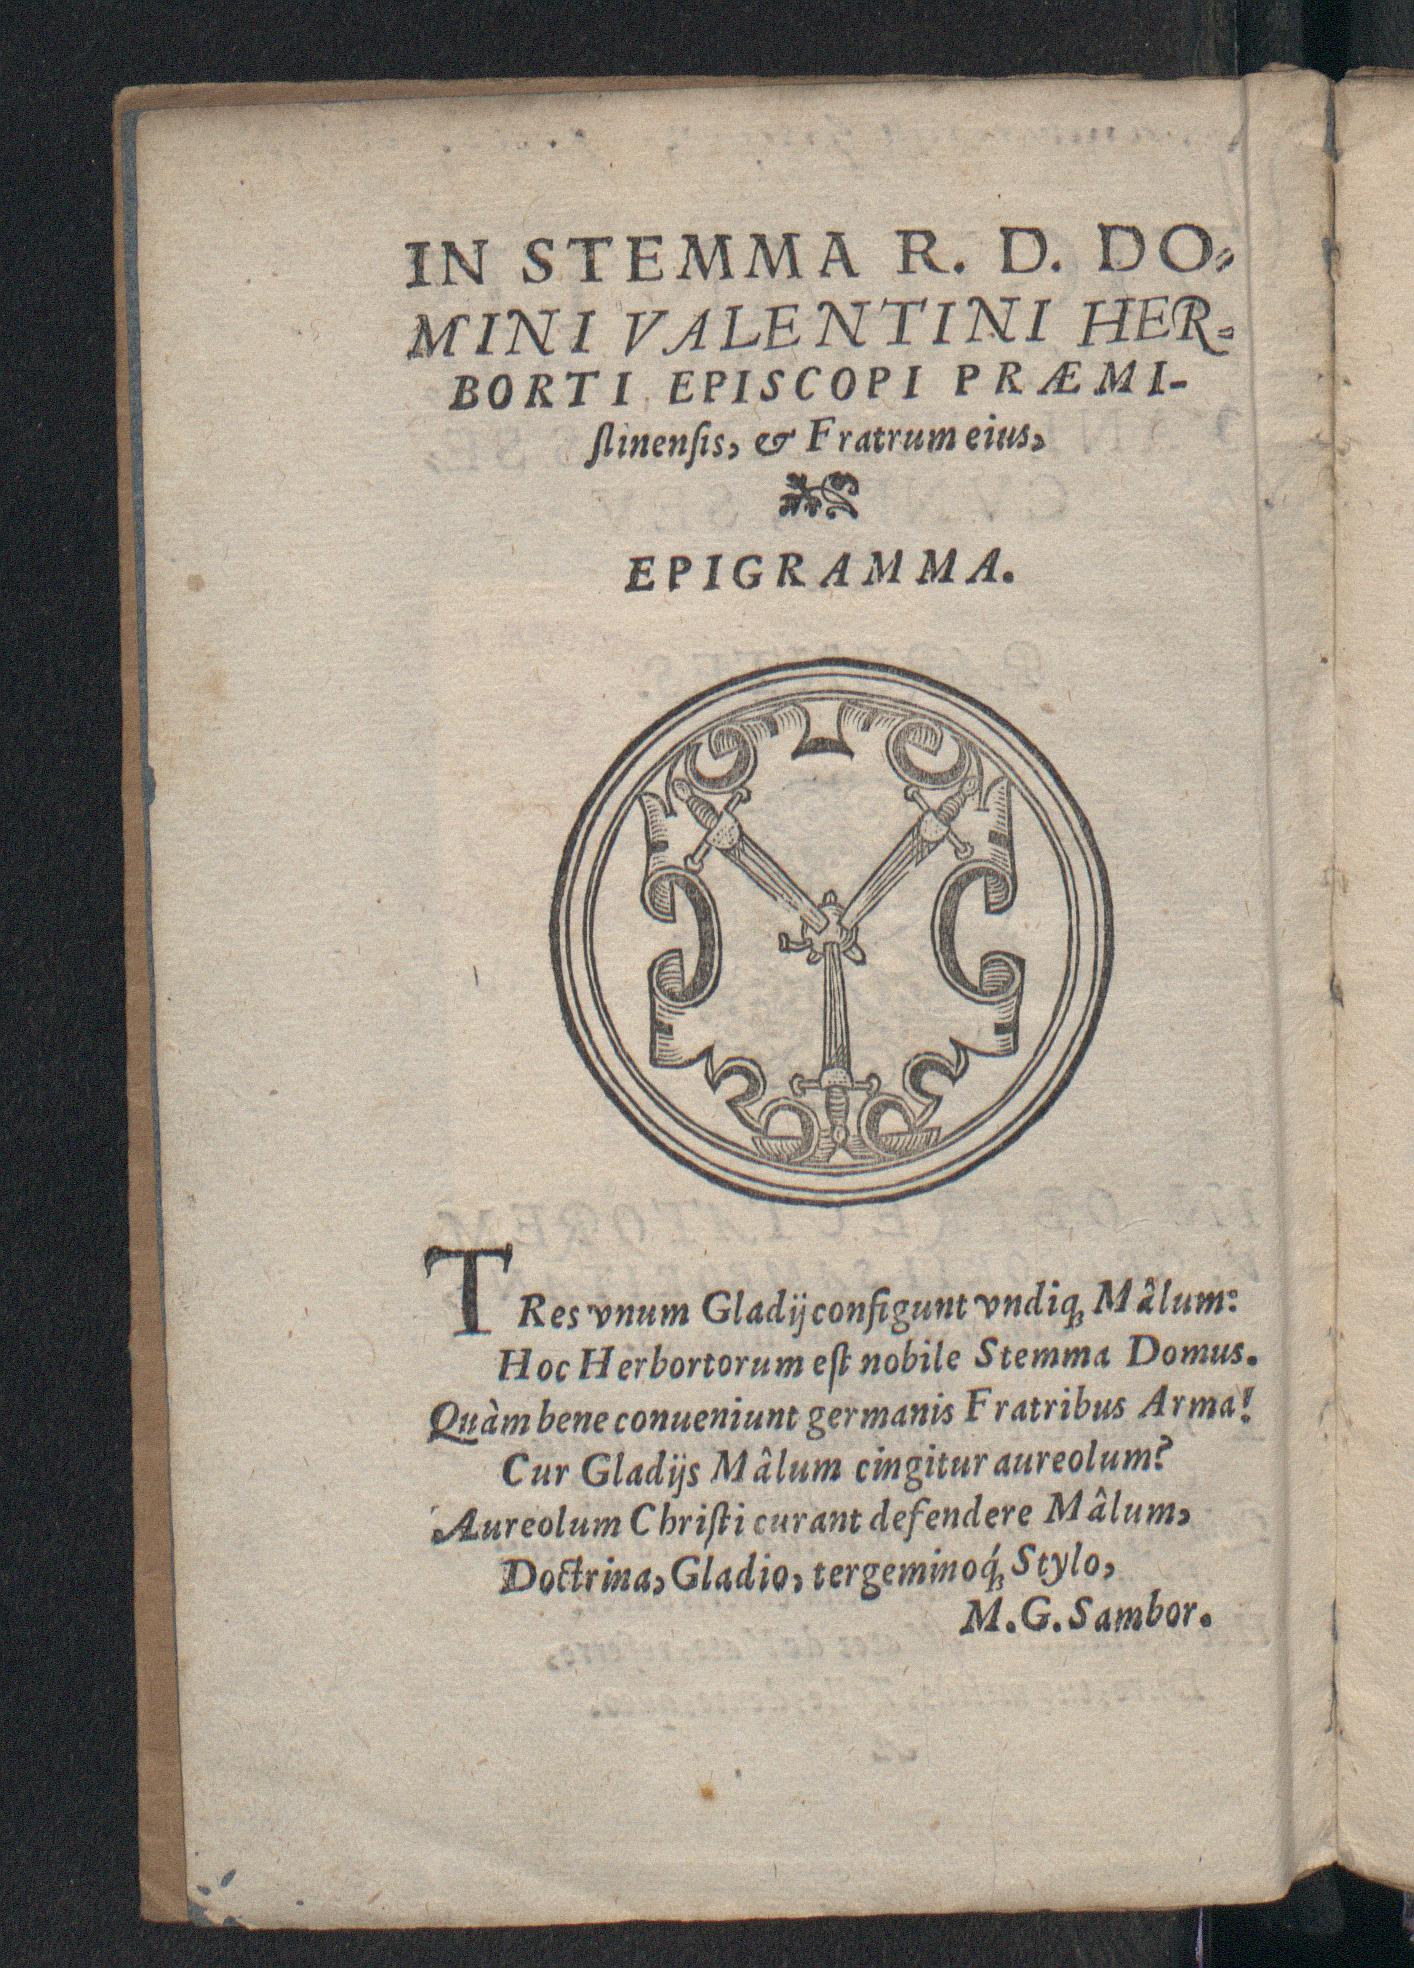 IN STEMMA R. D. DO-
MINI VALENTINI HER-
BORTI EPISCOPI PRÆMI-
ſlinenſis, & Fratrum eius,
EPIGRAMMA.
TRes vnum Gladij configunt vndiqꝫ Mâlum:
Hoc Herbortorum eſt nobile Stemma Domus.
Quàm bene conueniunt germanis Fratribus Arma!
Cur Gladijs Mâlum cingitur aureolum?
Aureolum Chriſti curant defendere Mâlum,
Doctrina, Gladio, tergeminoq́ꝫ Stylo,
M. G. Sambor.